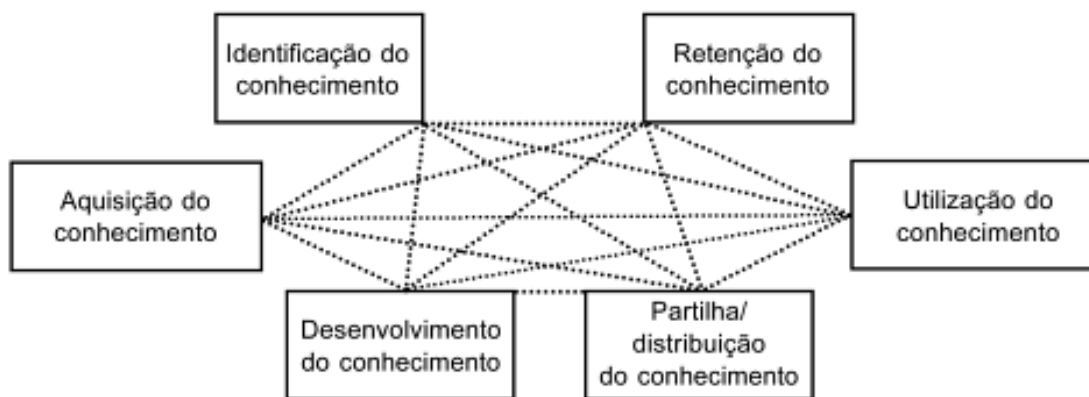 Identificação do
conhecimento
Retenção do
conhecimento
Aquisição do
conhecimento
Utilização do
conhecimento
Desenvolvimento
do conhecimento
Partilha/
distribuição
do conhecimento